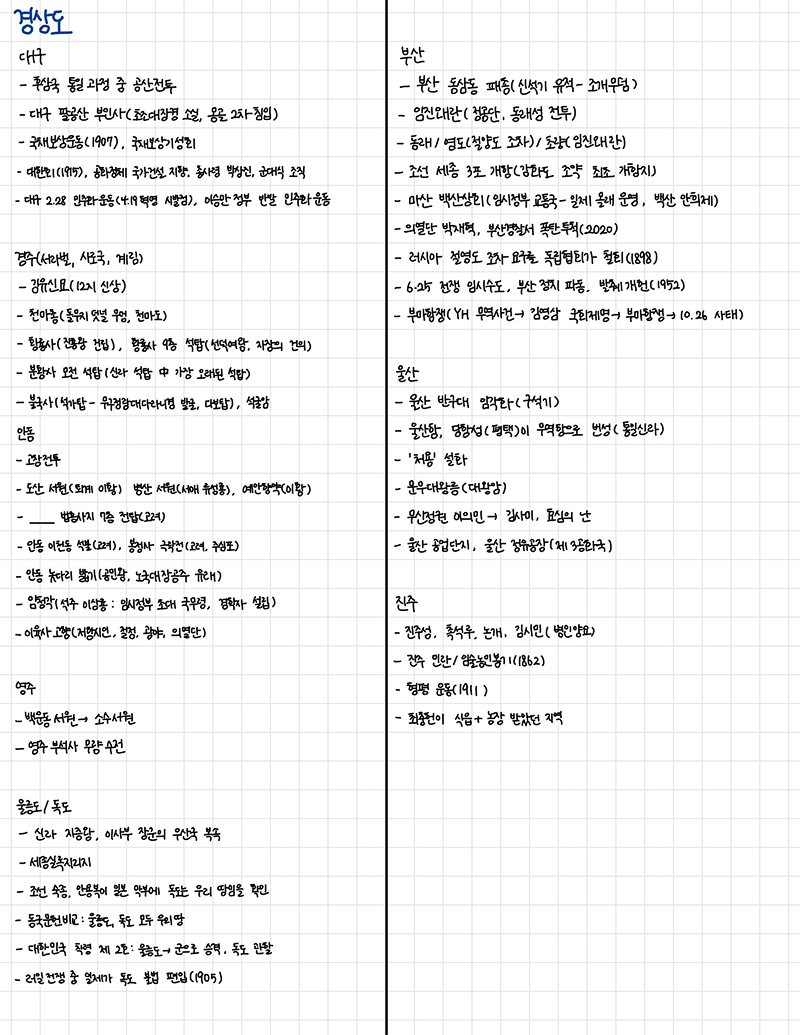 경상도
대구
- 후삼국 통일 과정 중 공산전투
- 대구 팔공산 부인사(초조대장경 소실, 몽골 2차 침입)
- 국채보상운동(1907), 국채보상기성회
- 대한광복회(1915), 공화정체 국가건설 지향, 총사령 박상진, 군대식 조직
- 대구 2.28 민주화운동(4.19혁명 시발점), 이승만 정부 반발 민주화 운동
경주(서라벌, 사로국, 계림)
- 김유신묘(12지 신상)
- 천마총(돌무지 덧널 무덤, 천마도)
- 황룡사(진흥왕 건립), 황룡사 9층 석탑(선덕여왕, 자장의 건의)
- 분황사 모전 석탑(신라 석탑 中 가장 오래된 석탑)
- 불국사(석가탑 - 무구정광대다라니경 발굴, 다보탑), 석굴암
안동
- 고창전투
- 도산 서원(퇴계 이황) 병산 서원(서애 유성룡), 예안향약(이황)
- ____ 법흥사지 7층 전탑(고려)
- 안동 이천동 석불(고려), 봉정사 극락전(고려, 주심포)
- 안동 놋다리 밟기(공민왕, 노국대장공주 유래)
- 임청각(석주 이상룡 : 임시정부 초대 국무령, 경학사 설립)
- 이육사 고향(저항시인, 절정, 광야, 의열단)
영주
- 백운동 서원 → 소수서원
- 영주 부석사 무량수전
울릉도/독도
- 신라 지증왕, 이사부 장군의 우산국 복속
- 세종실록지리지
- 조선 숙종, 안용복이 일본 막부에 독도는 우리 땅임을 확인
- 동국문헌비고 : 울릉도, 독도 모두 우리땅
- 대한민국 칙령 제 2호 : 울릉도 → 군으로 승격, 독도 관할
- 러일전쟁 중 일제가 독도 불법 편입(1905)
부산
- 부산 동삼동 패총(신석기 유적 - 조개무덤)
- 임진왜란(정공단, 동래성 전투)
- 동래/영도(절영도 조차)/동래(임진왜란)
- 조선 세종 3포 개항(강화도 조약 최초 개항지)
- 마산 백산상회(임시정부 교통국 - 일제 몰래 운영, 백산 안희제)
- 의열단 박재혁, 부산경찰서 폭탄투척(2020)
- 러시아 절영도 조차 요구를 독립협회가 철회(1898)
- 6.25 전쟁 임시수도, 부산 정치 파동, 발췌개헌(1952)
- 부마항쟁(YH 무역사건 → 김영삼 국회제명 → 부마항쟁 → 10.26 사태)
울산
- 울산 반구대 암각화(구석기)
- 울산항, 당항성(평택)이 무역항으로 번성(통일신라)
- '처용' 설화
- 문무대왕릉(대왕암)
- 무신정권 이의민 → 김사미, 효심의 난
- 울산 공업단지, 울산 정유공장(제3공화국)
진주
- 진주성, 촉석루, 논개, 김시민(병인양요)
- 진주 민란/임술농민봉기(1862)
- 형평 운동(1911)
- 최충헌이 식읍 + 농장 받았던 지역